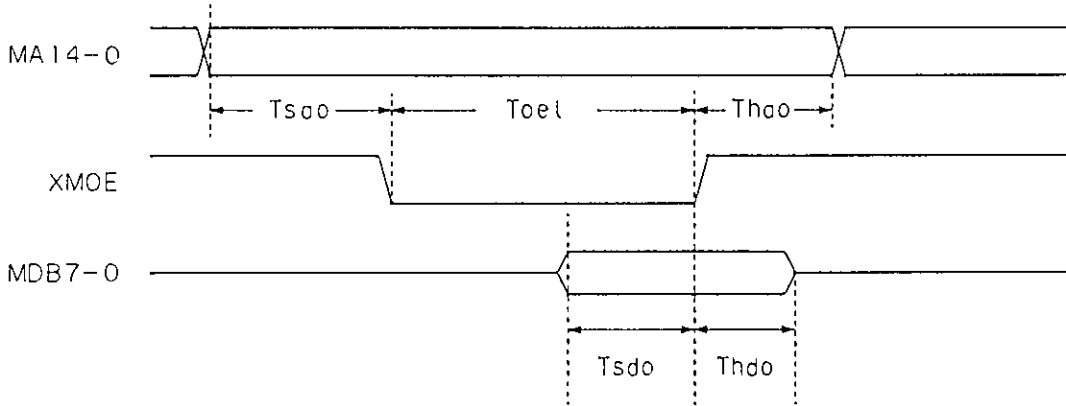 MA14-0
Tsao Toel Thao
XMOE
MDB7-0
Tsdo Thdo